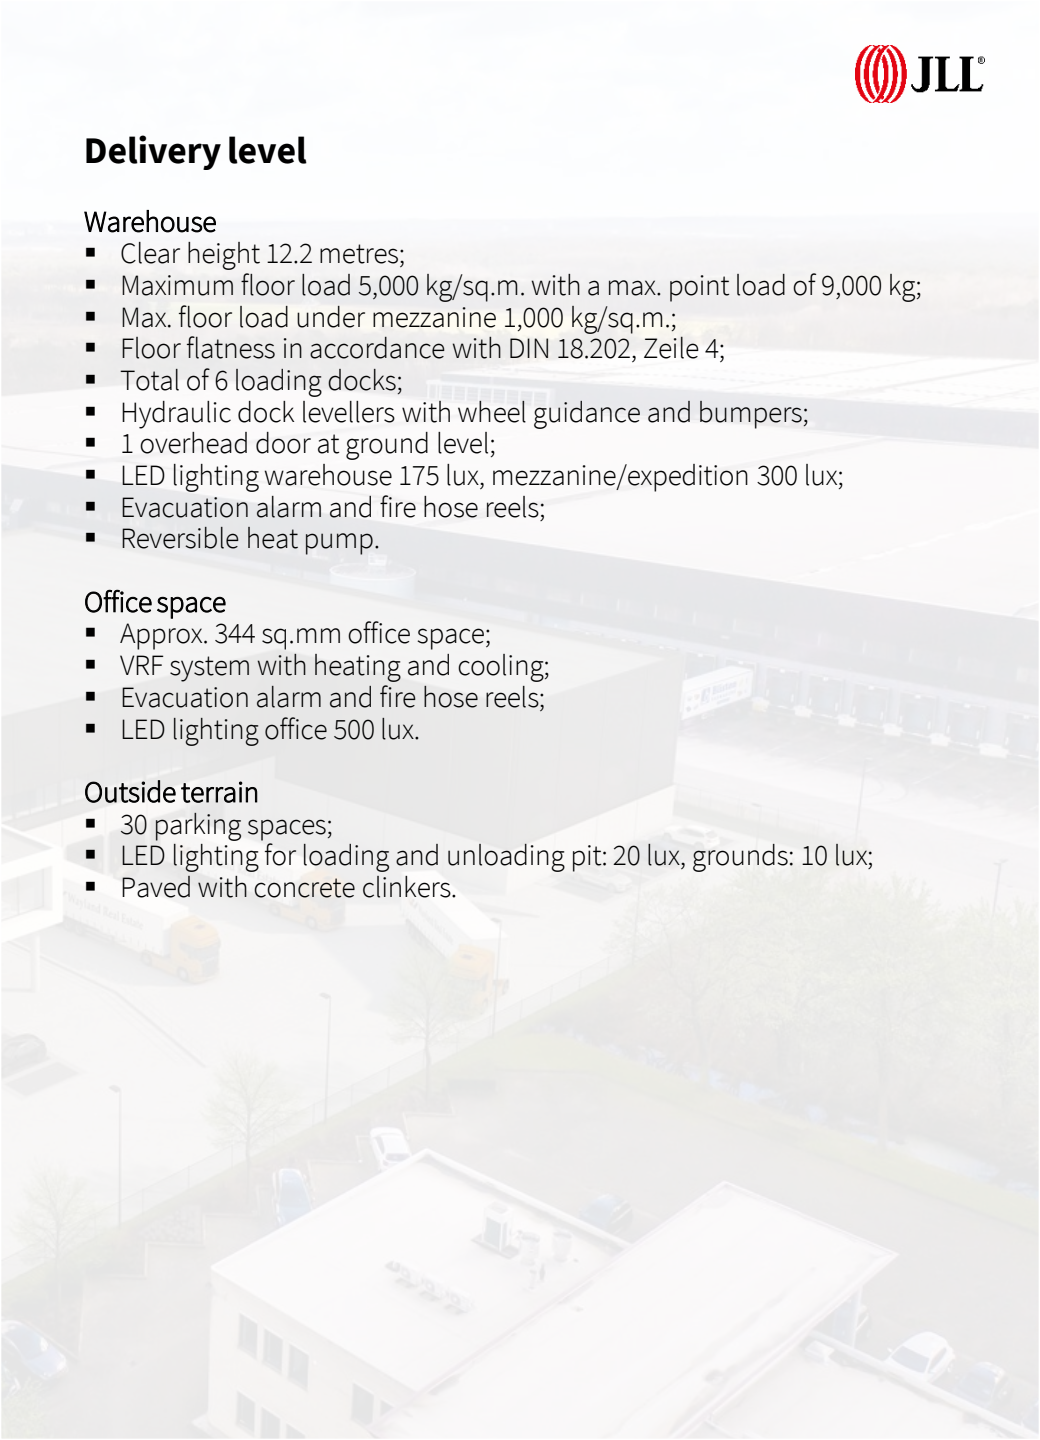 JLL®
Delivery level
Warehouse
▪ Clear height 12.2 metres;
▪ Maximum floor load 5,000 kg/sq.m. with a max. point load of 9,000 kg;
▪ Max. floor load under mezzanine 1,000 kg/sq.m.;
▪ Floor flatness in accordance with DIN 18.202, Zeile 4;
▪ Total of 6 loading docks;
▪ Hydraulic dock levellers with wheel guidance and bumpers;
▪ 1 overhead door at ground level;
▪ LED lighting warehouse 175 lux, mezzanine/expedition 300 lux;
▪ Evacuation alarm and fire hose reels;
▪ Reversible heat pump.
Office space
▪ Approx. 344 sq.mm office space;
▪ VRF system with heating and cooling;
▪ Evacuation alarm and fire hose reels;
▪ LED lighting office 500 lux.
Outside terrain
▪ 30 parking spaces;
▪ LED lighting for loading and unloading pit: 20 lux, grounds: 10 lux;
▪ Paved with concrete clinkers.